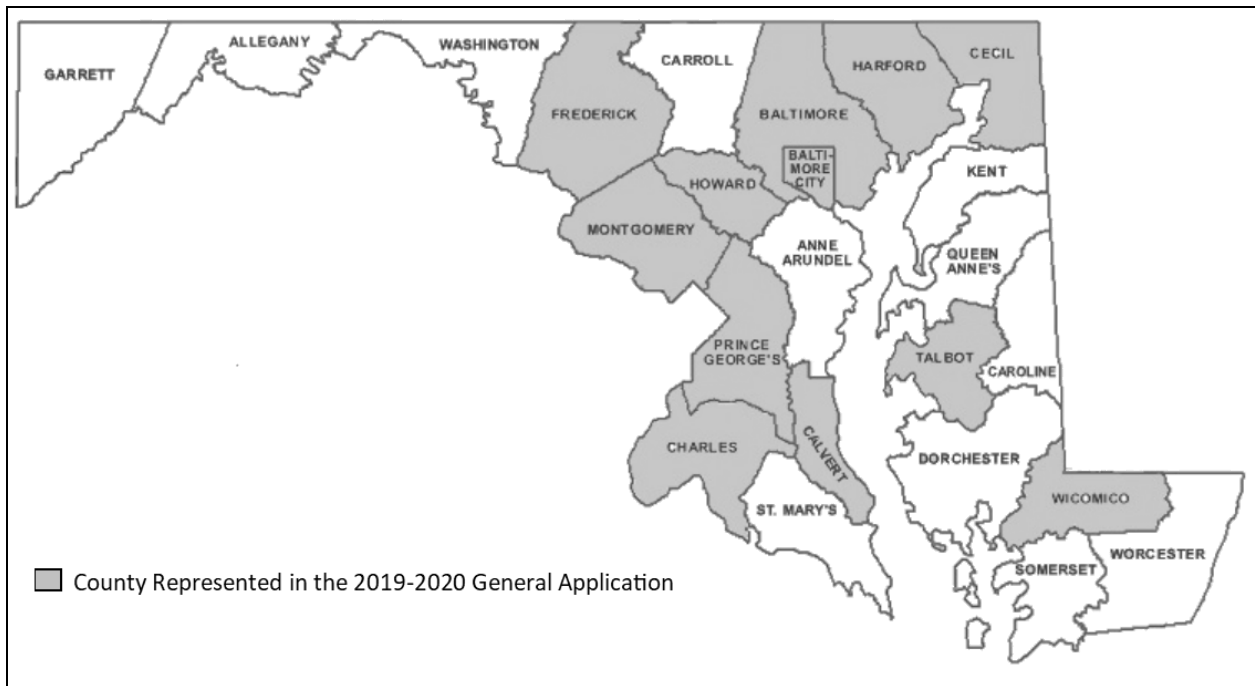 GARRETT
ALLEGANY
WASHINGTON
FREDERICK
CARROLL
BALTIMORE
HARFORD
CECIL
BALTI-
MORE
CITY
HOWARD
MONTGOMERY
KENT
ANNE
ARUNDEL
QUEEN
ANNE'S
PRINCE
GEORGE'S
TALBOT
CAROLINE
CHARLES
CALVERT
DORCHESTER
ST. MARY'S
WICOMICO
SOMERSET
WORCESTER
County Represented in the 2019-2020 General Application